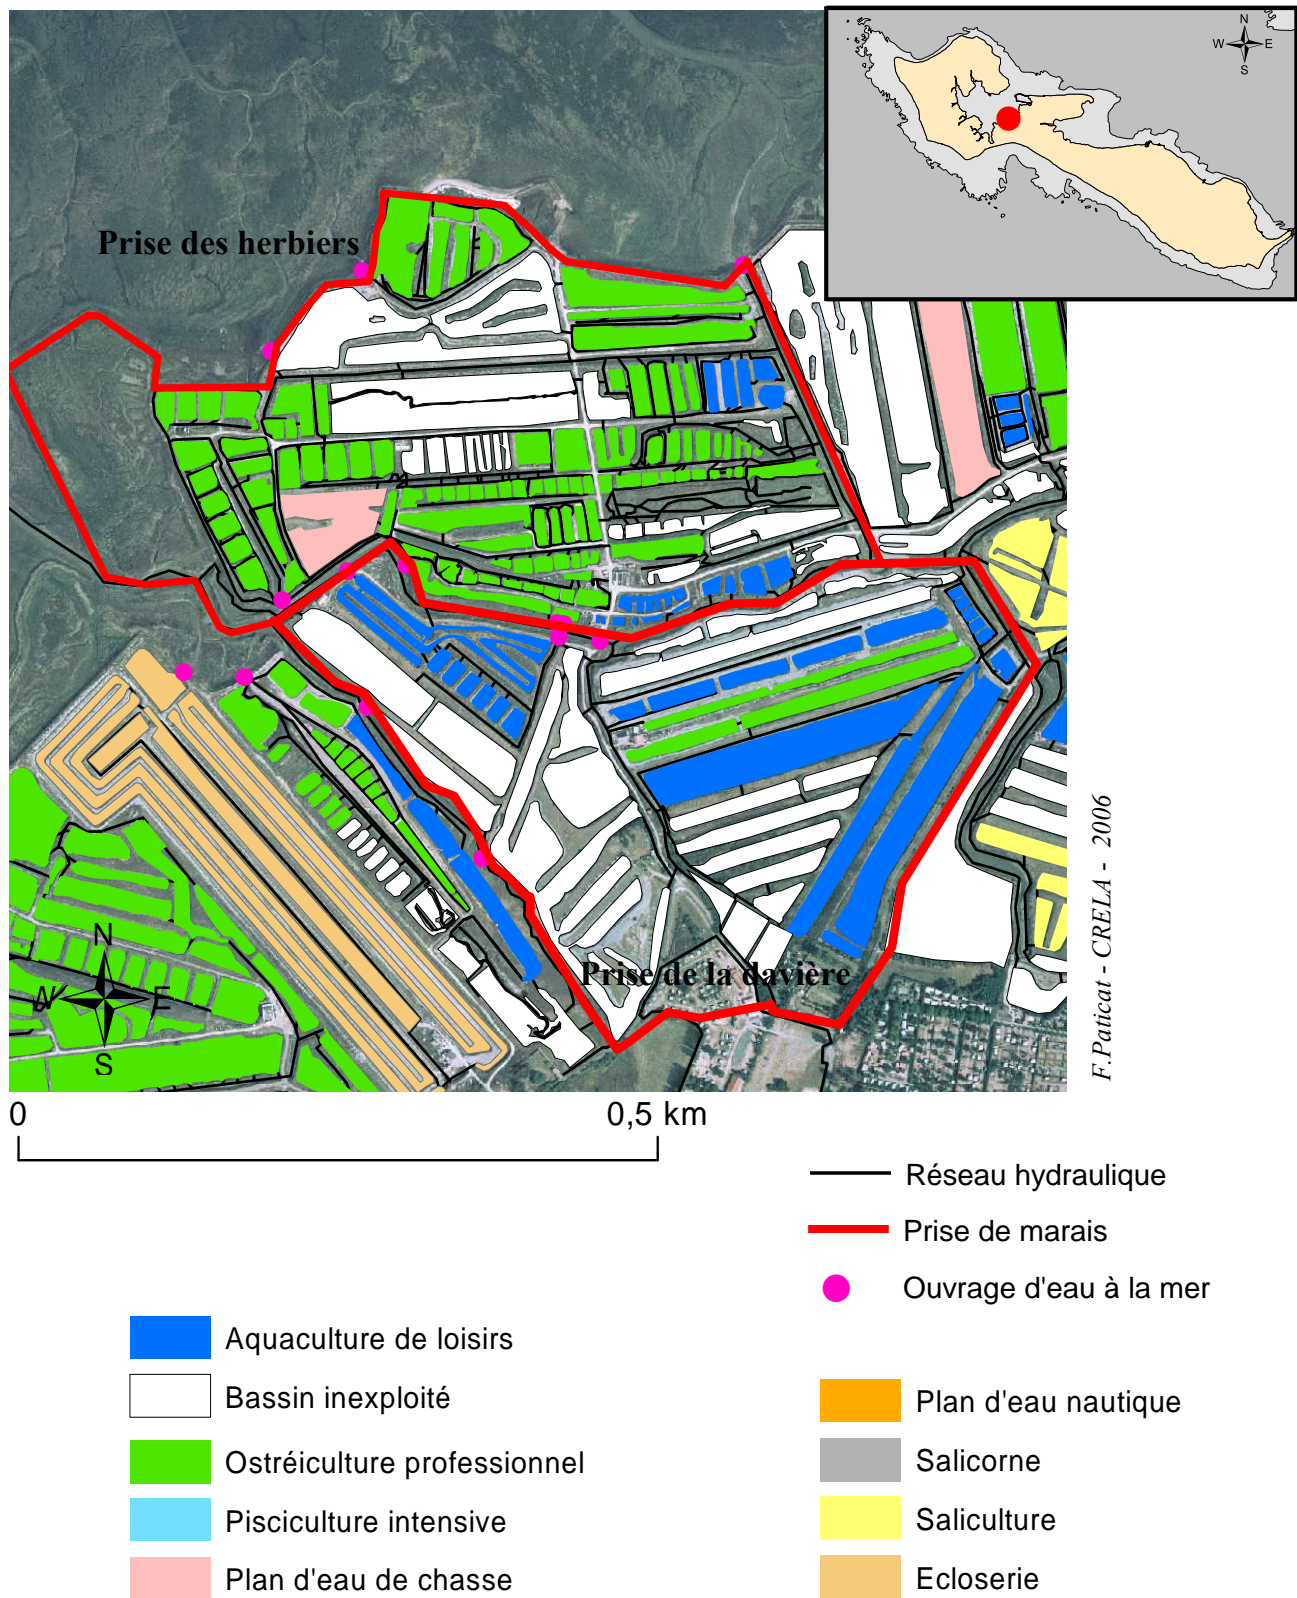 N
W E
S
Prise des herbiers
Prise de la davière
N
W E
S
F.Paticat - CRELA - 2006
0 0,5 km
Réseau hydraulique
Prise de marais
Ouvrage d'eau à la mer
Aquaculture de loisirs
Bassin inexploité
Ostréiculture professionnel
Pisciculture intensive
Plan d'eau de chasse
Plan d'eau nautique
Salicorne
Saliculture
Ecloserie